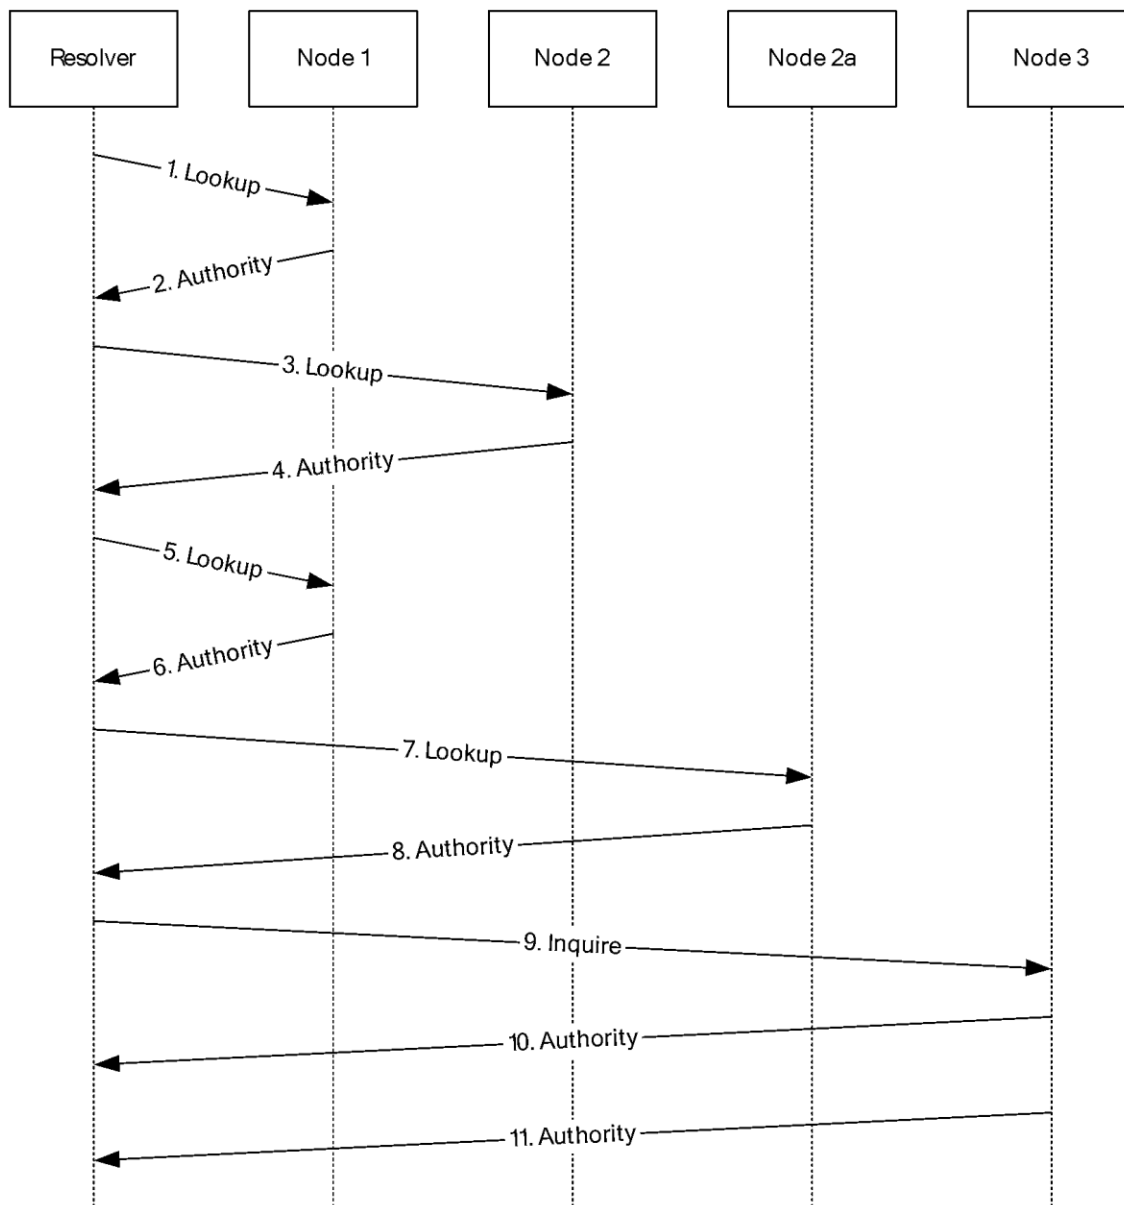 Resolver
Node 1
Node 2
Node 2a
Node 3
1. Lookup
2. Authority
3. Lookup
4. Authority
5. Lookup
6. Authority
7. Lookup
8. Authority
9. Inquire
10. Authority
11. Authority